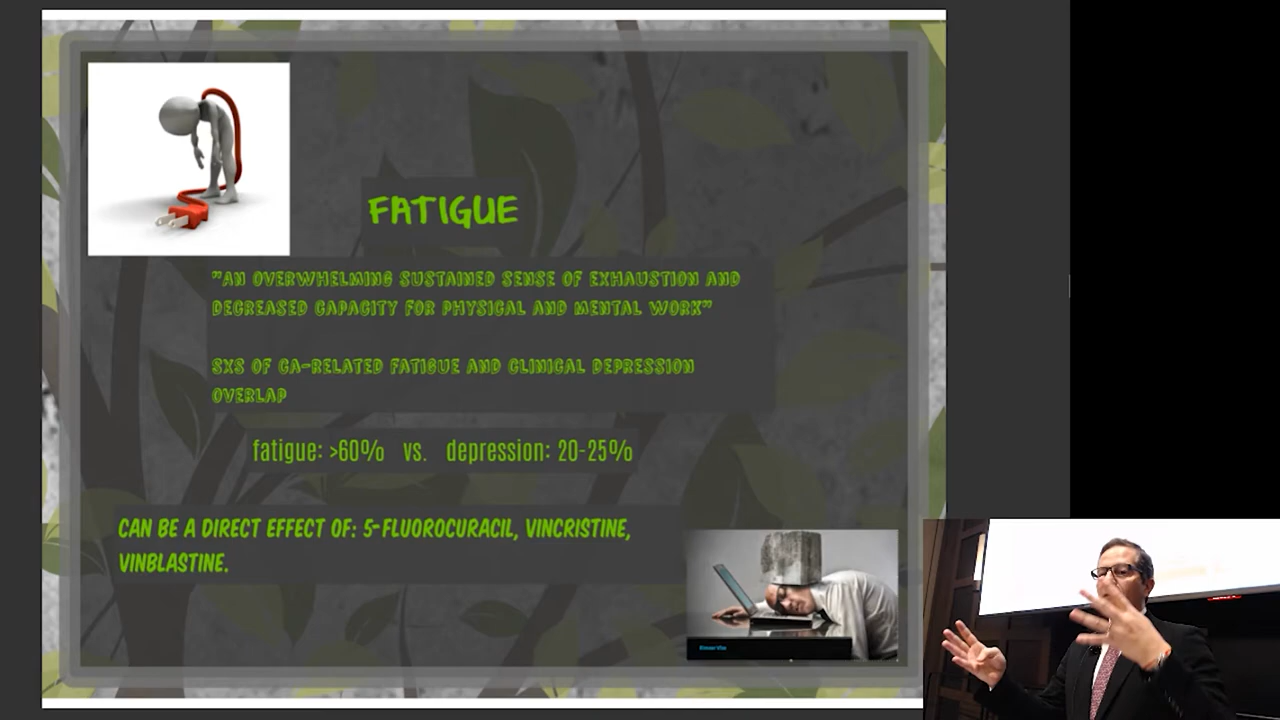 FATIGUE
"AN OVERWHELMING SUSTAINED SENSE OF EXHAUSTION AND
DECREASED CAPACITY FOR PHYSICAL AND MENTAL WORK"
SXS OF CA-RELATED FATIGUE AND CLINICAL DEPRESSION
OVERLAP
fatigue: >60% vs. depression: 20-25%
CAN BE A DIRECT EFFECT OF: 5-FLUOROCURACIL, VINCRISTINE,
VINBLASTINE.